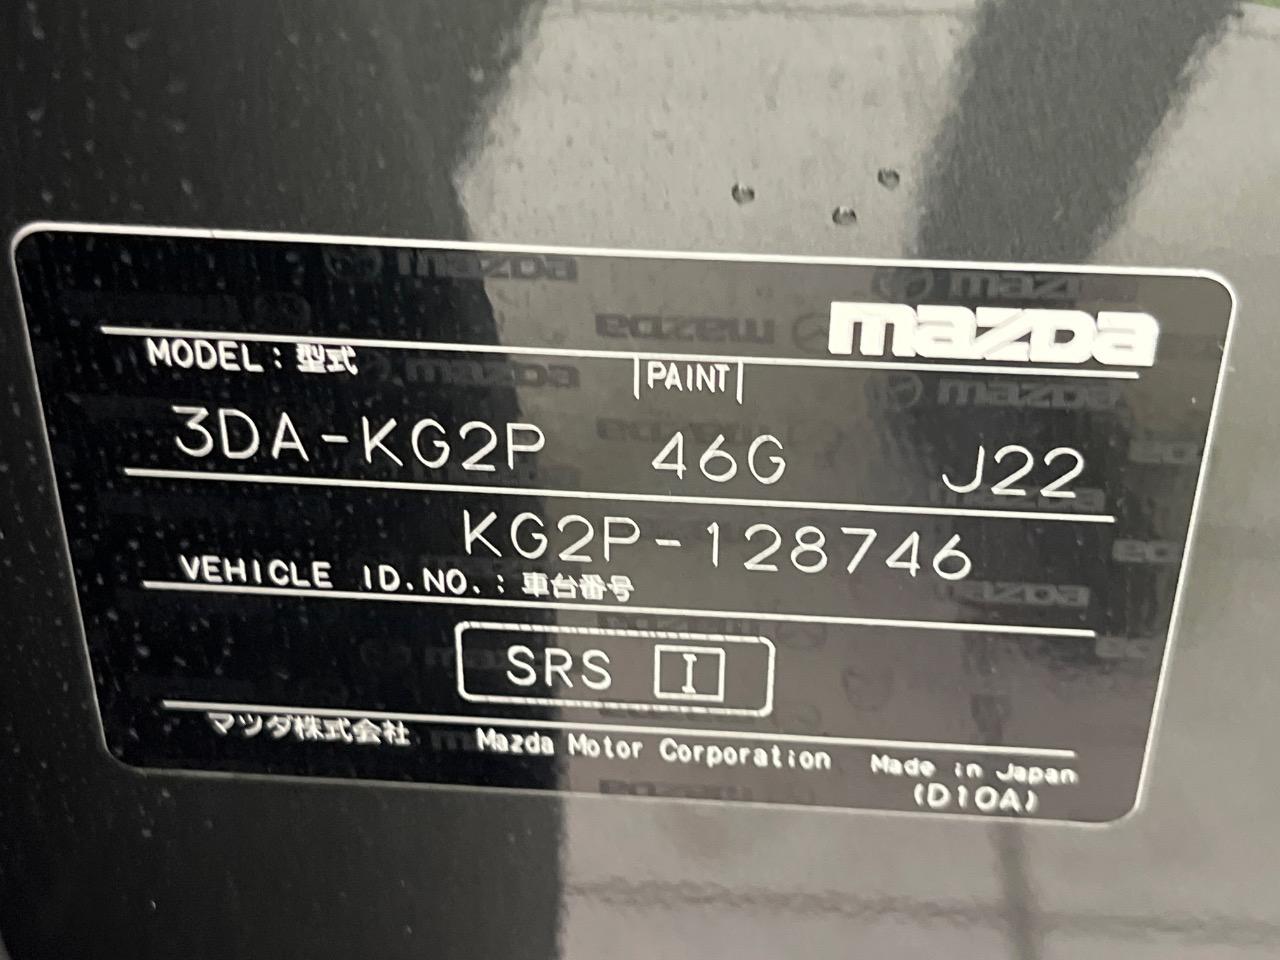 mazda
MODEL : 型式 |PAINT|
3DA-KG2P 46G J22
KG2P-128746
VEHICLE ID.NO. : 車台番号
SRS I
マツダ株式会社 Mazda Motor Corporation Made in Japan
(D10A)